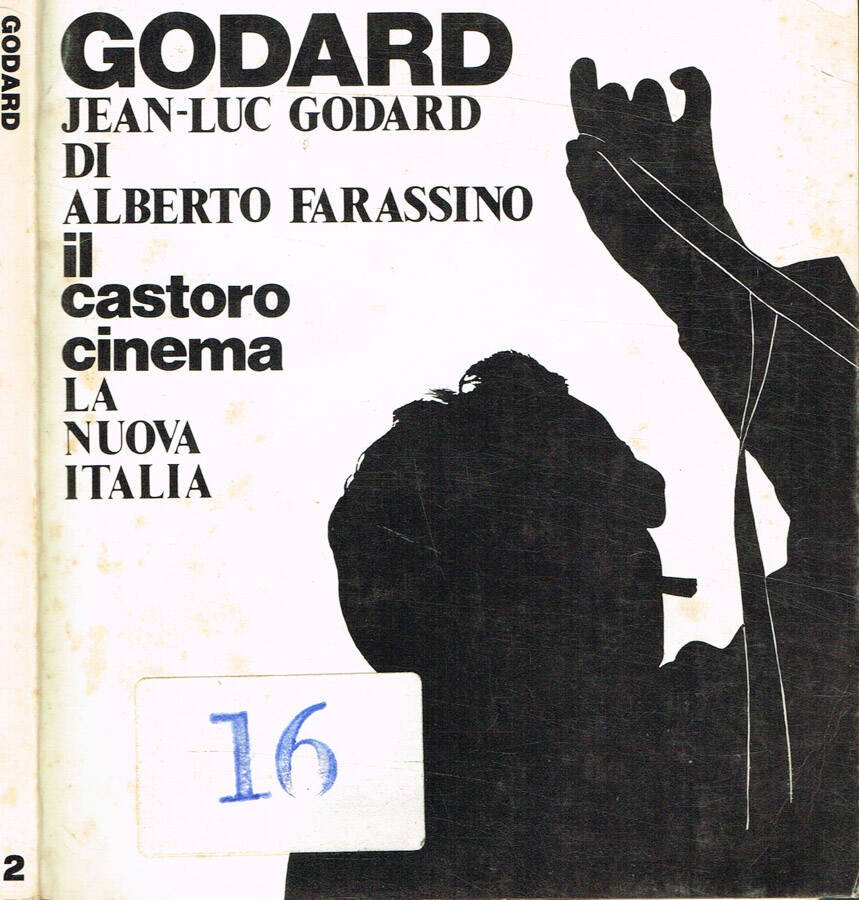 GODARD
2
GODARD
JEAN-LUC GODARD
DI
ALBERTO FARASSINO
il
castoro
cinema
LA
NUOVA
ITALIA
16